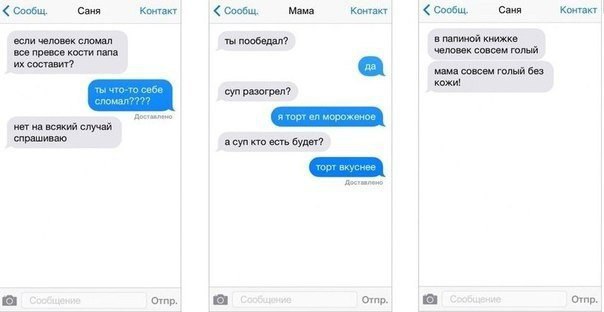 Сообщ. Саня Контакт
если человек сломал
все превсе кости папа
их составит?
ты что-то себе
сломал????
Доставлено
нет на всякий случай
спрашиваю
Сообщение Отпр.
Сообщ. Мама Контакт
ты пообедал?
да
суп разогрел?
я торт ел мороженое
а суп кто есть будет?
торт вкуснее
Доставлено
Сообщение Отпр.
Сообщ. Саня Контакт
в папиной книжке
человек совсем голый
мама совсем голый без
кожи!
Сообщение Отпр.